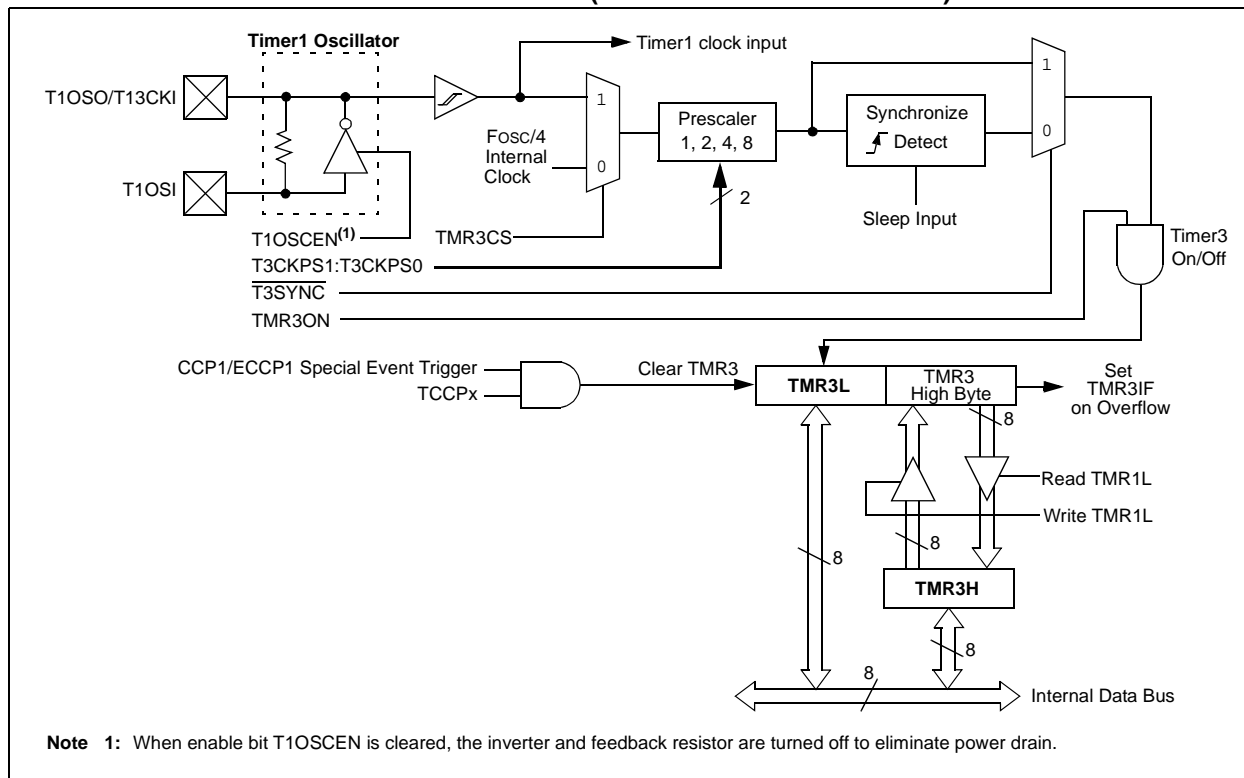 Timer1 Oscillator
Timer1 clock input
T1OSO/T13CKI
1
FOSC/4
Internal
Clock
0
Prescaler
1, 2, 4, 8
Synchronize
Detect
1
0
T1OSI
2
Sleep Input
T1OSCEN(1)
TMR3CS
T3CKPS1:T3CKPS0
T3SYNC
TMR3ON
Timer3
On/Off
CCP1/ECCP1 Special Event Trigger
TCCPx
Clear TMR3
TMR3L
TMR3
High Byte
Set
TMR3IF
on Overflow
8
Read TMR1L
Write TMR1L
8
8
TMR3H
8
8
Internal Data Bus
Note 1: When enable bit T1OSCEN is cleared, the inverter and feedback resistor are turned off to eliminate power drain.